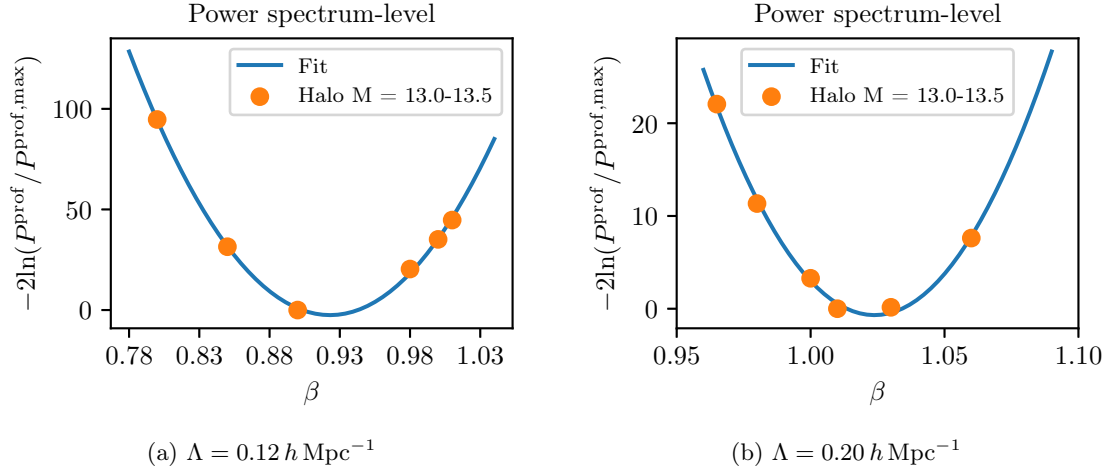 Power spectrum-level
−2ln(P^prof/P^prof,max)
100
50
0
Fit
Halo M = 13.0-13.5
0.78 0.83 0.88 0.93 0.98 1.03
β
(a) Λ = 0.12 h Mpc⁻¹
Power spectrum-level
−2ln(P^prof/P^prof,max)
20
10
0
Fit
Halo M = 13.0-13.5
0.95 1.00 1.05 1.10
β
(b) Λ = 0.20 h Mpc⁻¹